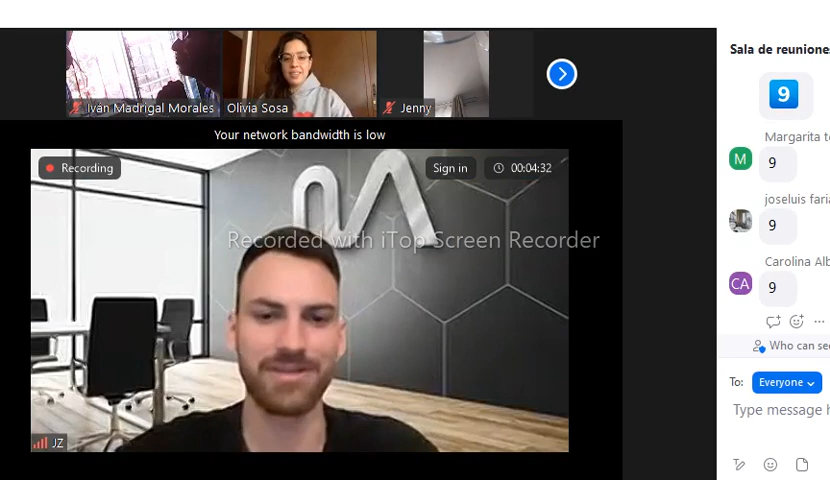 Iván Madrigal Morales
Olivia Sosa
Jenny
Your network bandwidth is low
Recording
Sign in
00:04:32
Recorded with iTop Screen Recorder
JZ
Sala de reuniones
9
Margarita t
M
9
joseluis faria
9
Carolina Alb
CA
9
Who can see
To:
Everyone
Type message h